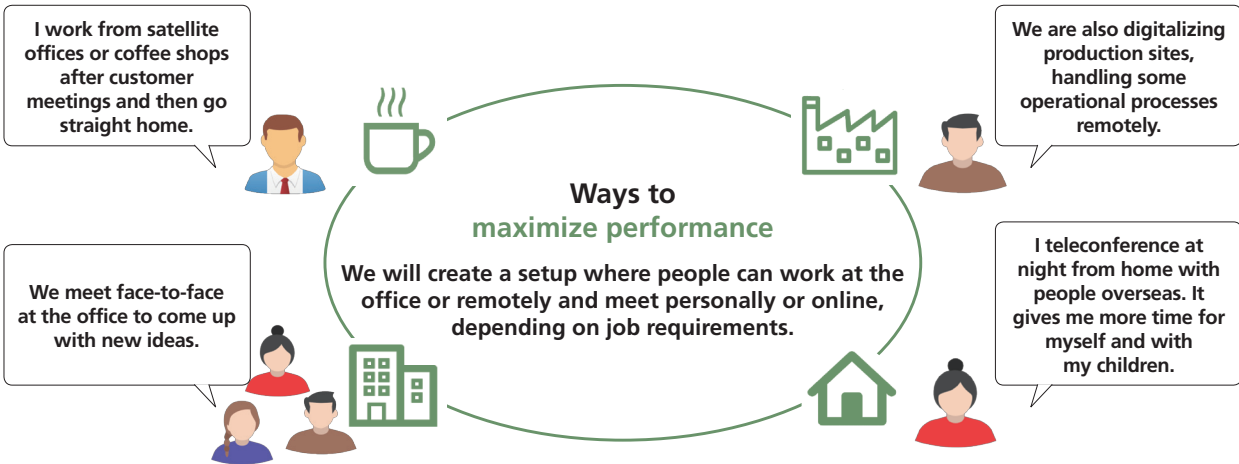 I work from satellite
offices or coffee shops
after customer
meetings and then go
straight home.
We are also digitalizing
production sites,
handling some
operational processes
remotely.
Ways to
maximize performance
We will create a setup where people can work at the
office or remotely and meet personally or online,
depending on job requirements.
We meet face-to-face
at the office to come up
with new ideas.
I teleconference at
night from home with
people overseas. It
gives me more time for
myself and with
my children.